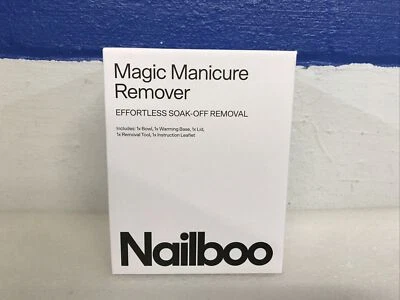 Magic Manicure
Remover
EFFORTLESS SOAK-OFF REMOVAL
Includes: 1x Bowl, 1x Warming Base, 1x Lid,
1x Removal Tool, 1x Instruction Leaflet
Nailboo